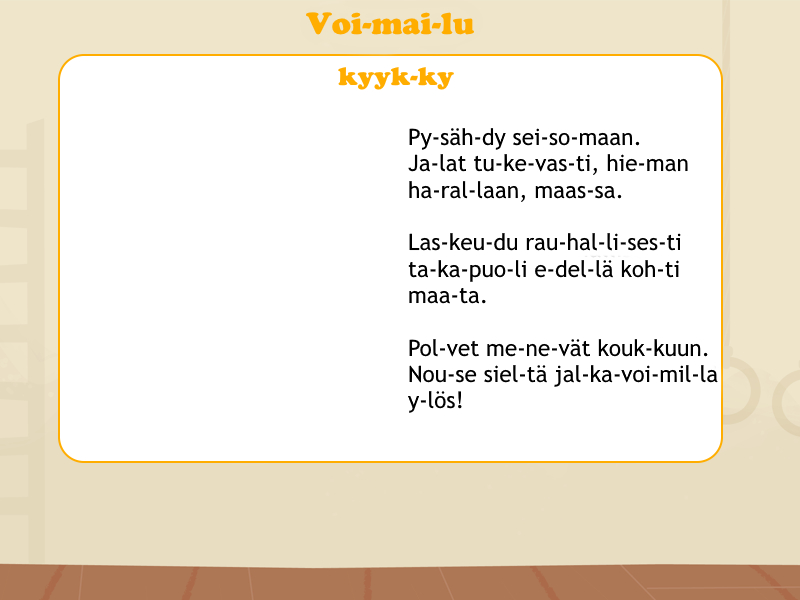 Voi-mai-lu
kyyk-ky
Py-säh-dy sei-so-maan.
Ja-lat tu-ke-vas-ti, hie-man
ha-ral-laan, maas-sa.
Las-keu-du rau-hal-li-ses-ti
ta-ka-puo-li e-del-lä koh-ti
maa-ta.
Pol-vet me-ne-vät kouk-kuun.
Nou-se siel-tä jal-ka-voi-mil-la
y-lös!